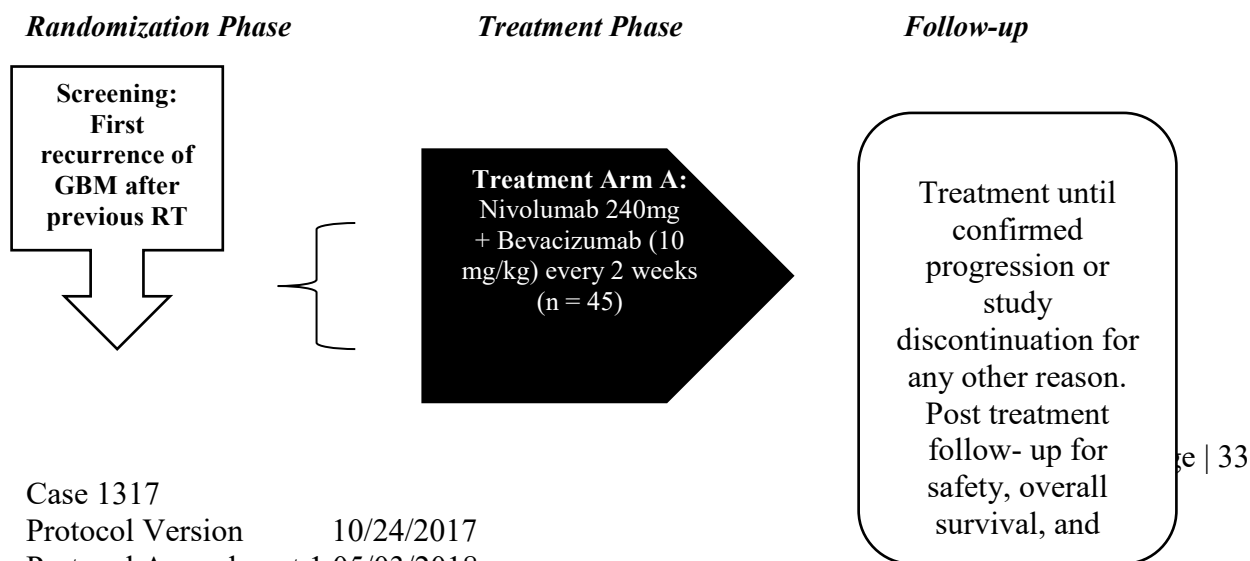 Randomization Phase
Treatment Phase
Follow-up
Screening:
First
recurrence of
GBM after
previous RT
Treatment Arm A:
Nivolumab 240mg
+ Bevacizumab (10
mg/kg) every 2 weeks
(n = 45)
Treatment until
confirmed
progression or
study
discontinuation for
any other reason.
Post treatment
follow- up for
safety, overall
survival, and
| 33
Case 1317
Protocol Version 10/24/2017